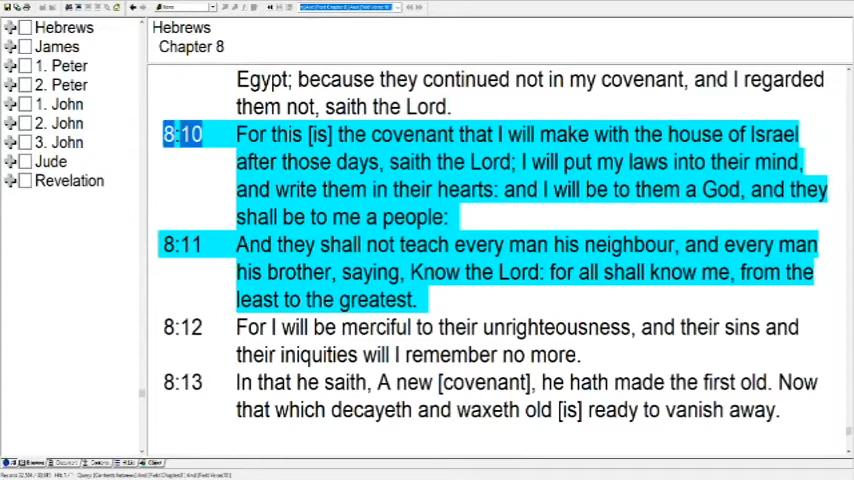 Hebrews
James
1. Peter
2. Peter
1. John
2. John
3. John
Jude
Revelation
Hebrews
Chapter 8
Egypt; because they continued not in my covenant, and I regarded
them not, saith the Lord.
8:10 For this [is] the covenant that I will make with the house of Israel
after those days, saith the Lord; I will put my laws into their mind,
and write them in their hearts: and I will be to them a God, and they
shall be to me a people:
8:11 And they shall not teach every man his neighbour, and every man
his brother, saying, Know the Lord: for all shall know me, from the
least to the greatest.
8:12 For I will be merciful to their unrighteousness, and their sins and
their iniquities will I remember no more.
8:13 In that he saith, A new [covenant], he hath made the first old. Now
that which decayeth and waxeth old [is] ready to vanish away.